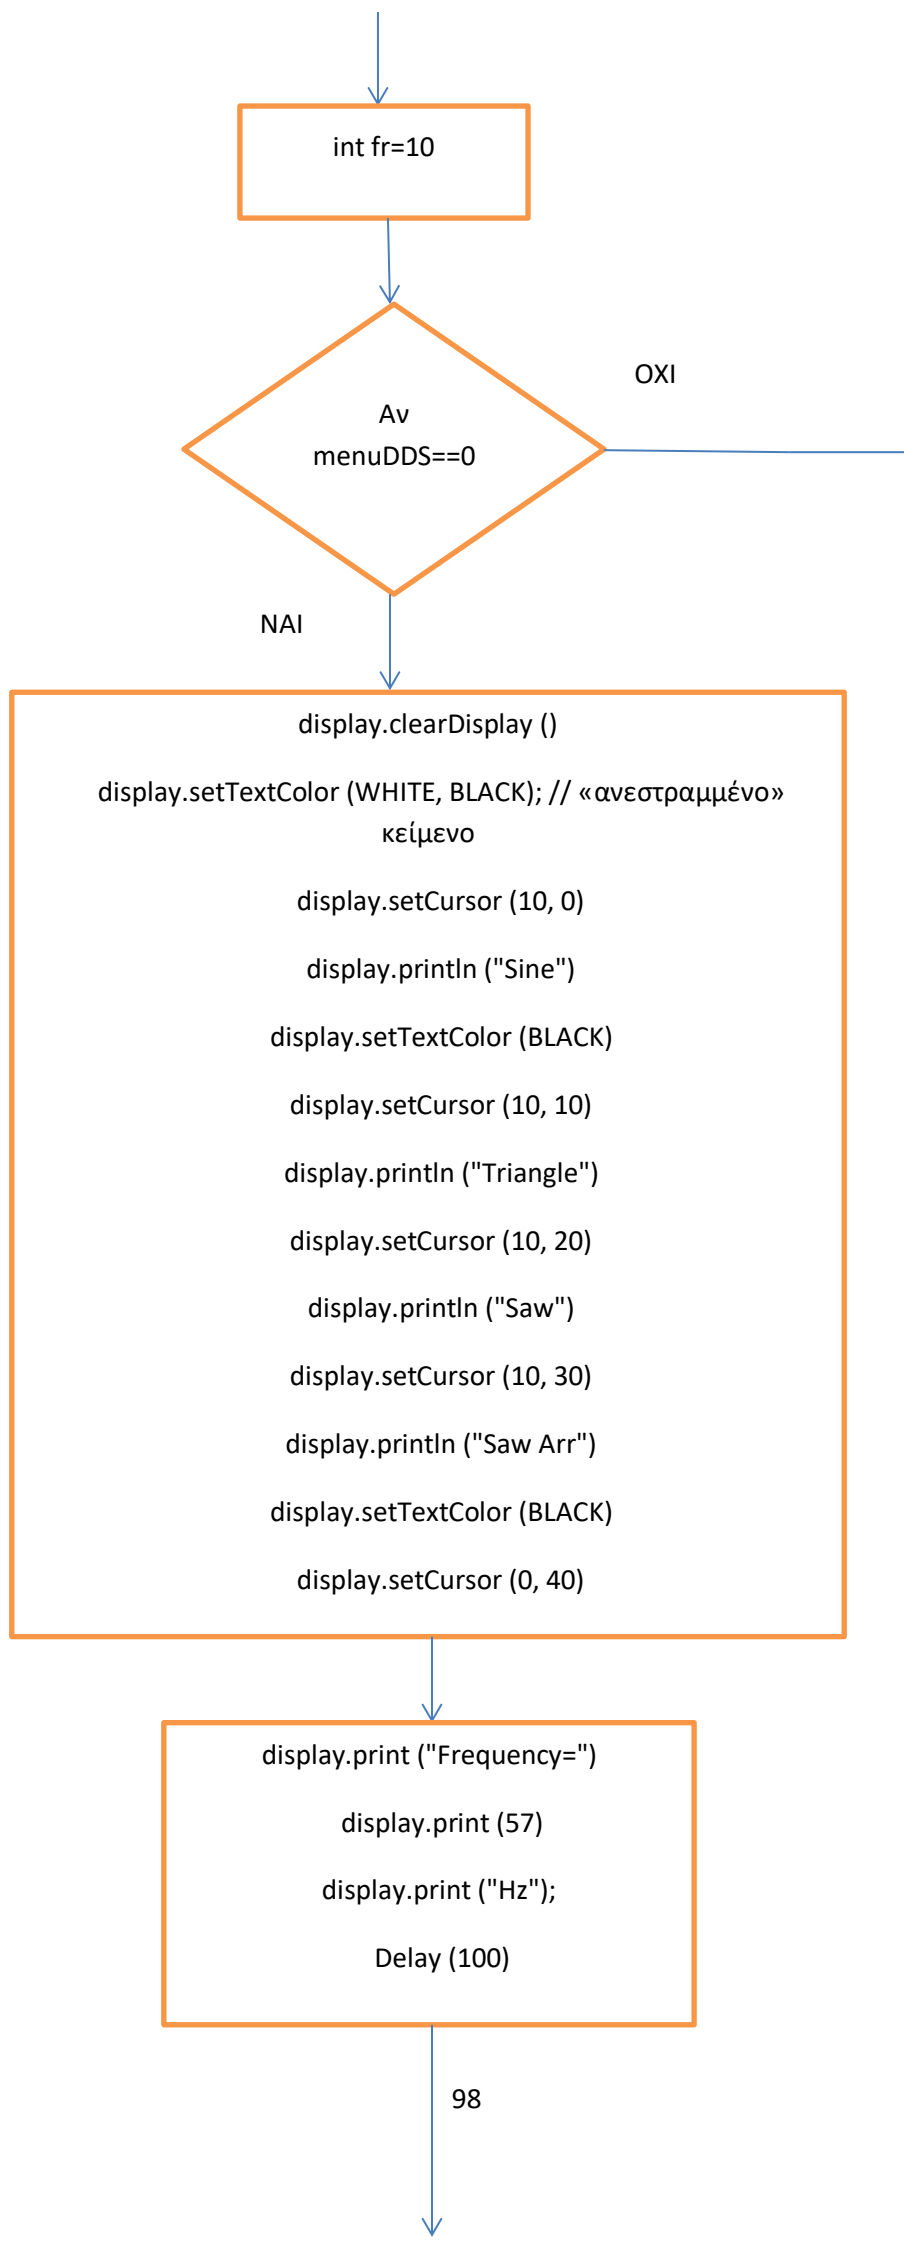 int fr=10
Αν
menuDDS==0
ΟΧΙ
ΝΑΙ
display.clearDisplay ()
display.setTextColor (WHITE, BLACK); // «ανεστραμμένο»
κείμενο
display.setCursor (10, 0)
display.println ("Sine")
display.setTextColor (BLACK)
display.setCursor (10, 10)
display.println ("Triangle")
display.setCursor (10, 20)
display.println ("Saw")
display.setCursor (10, 30)
display.println ("Saw Arr")
display.setTextColor (BLACK)
display.setCursor (0, 40)
display.print ("Frequency=")
display.print (57)
display.print ("Hz");
Delay (100)
98